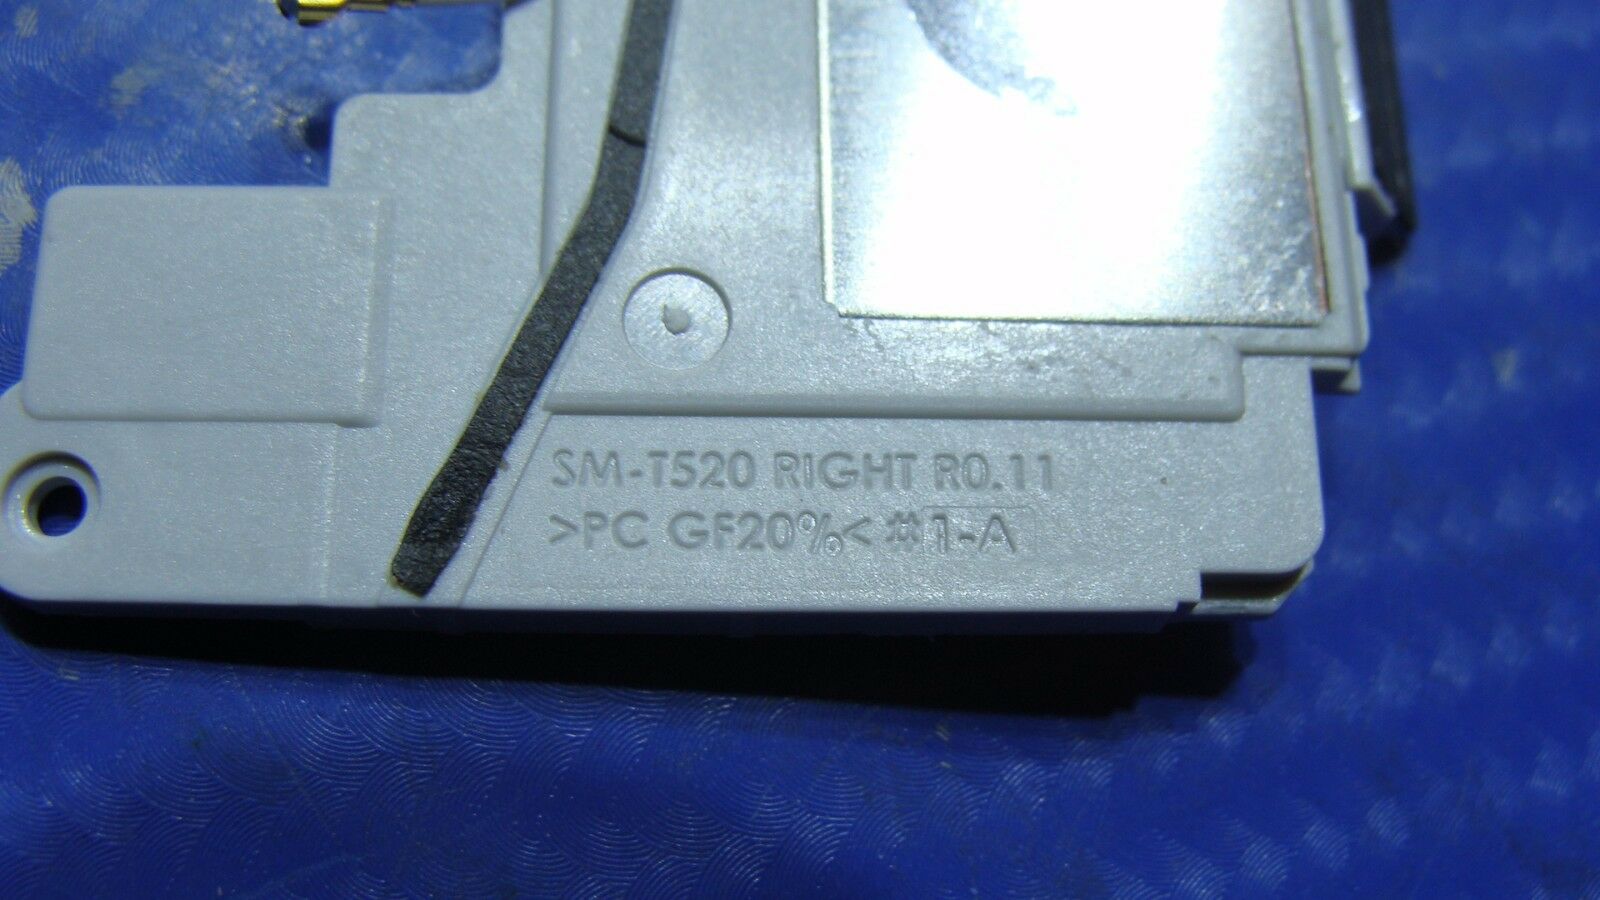 SM-T520 RIGHT R0.11
>PC GF20%< #1-A